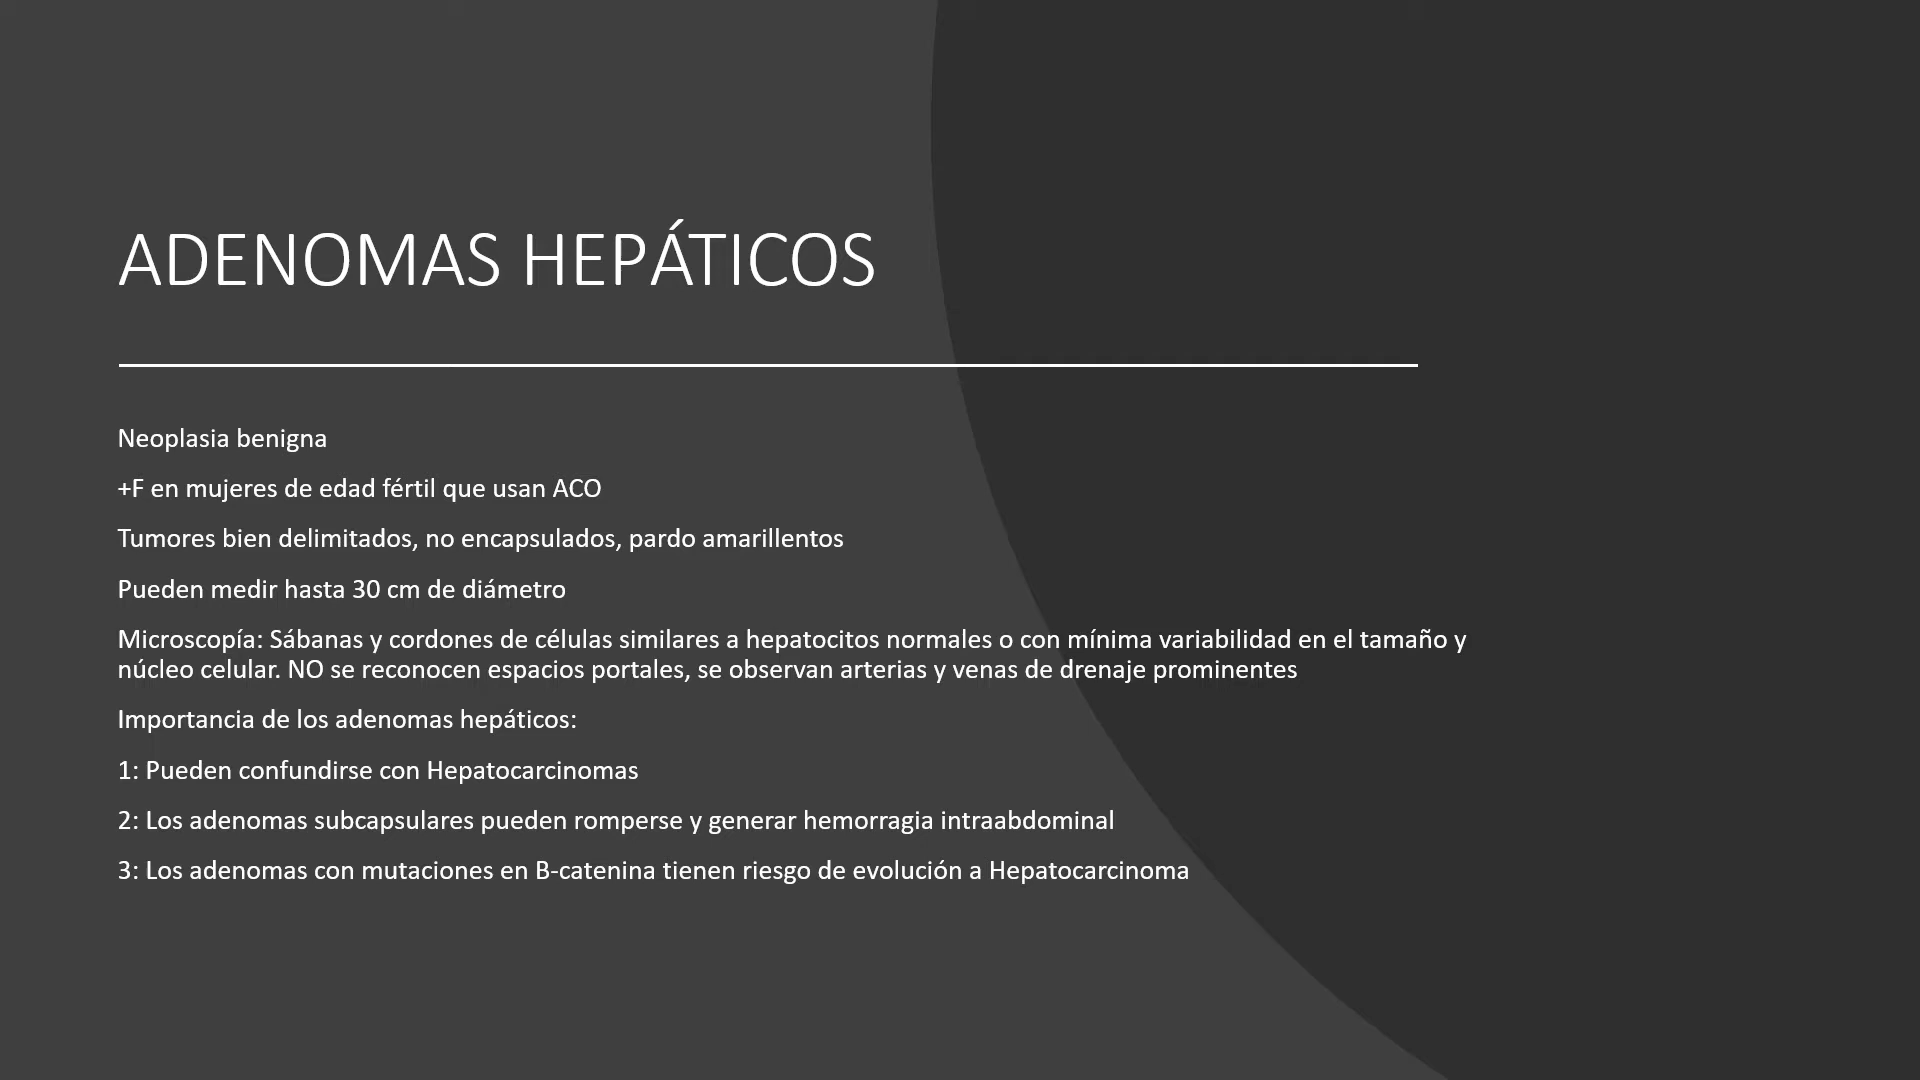 ADENOMAS HEPÁTICOS
Neoplasia benigna
+F en mujeres de edad fértil que usan ACO
Tumores bien delimitados, no encapsulados, pardo amarillentos
Pueden medir hasta 30 cm de diámetro
Microscopía: Sábanas y cordones de células similares a hepatocitos normales o con mínima variabilidad en el tamaño y
núcleo celular. NO se reconocen espacios portales, se observan arterias y venas de drenaje prominentes
Importancia de los adenomas hepáticos:
1: Pueden confundirse con Hepatocarcinomas
2: Los adenomas subcapsulares pueden romperse y generar hemorragia intraabdominal
3: Los adenomas con mutaciones en B-catenina tienen riesgo de evolución a Hepatocarcinoma